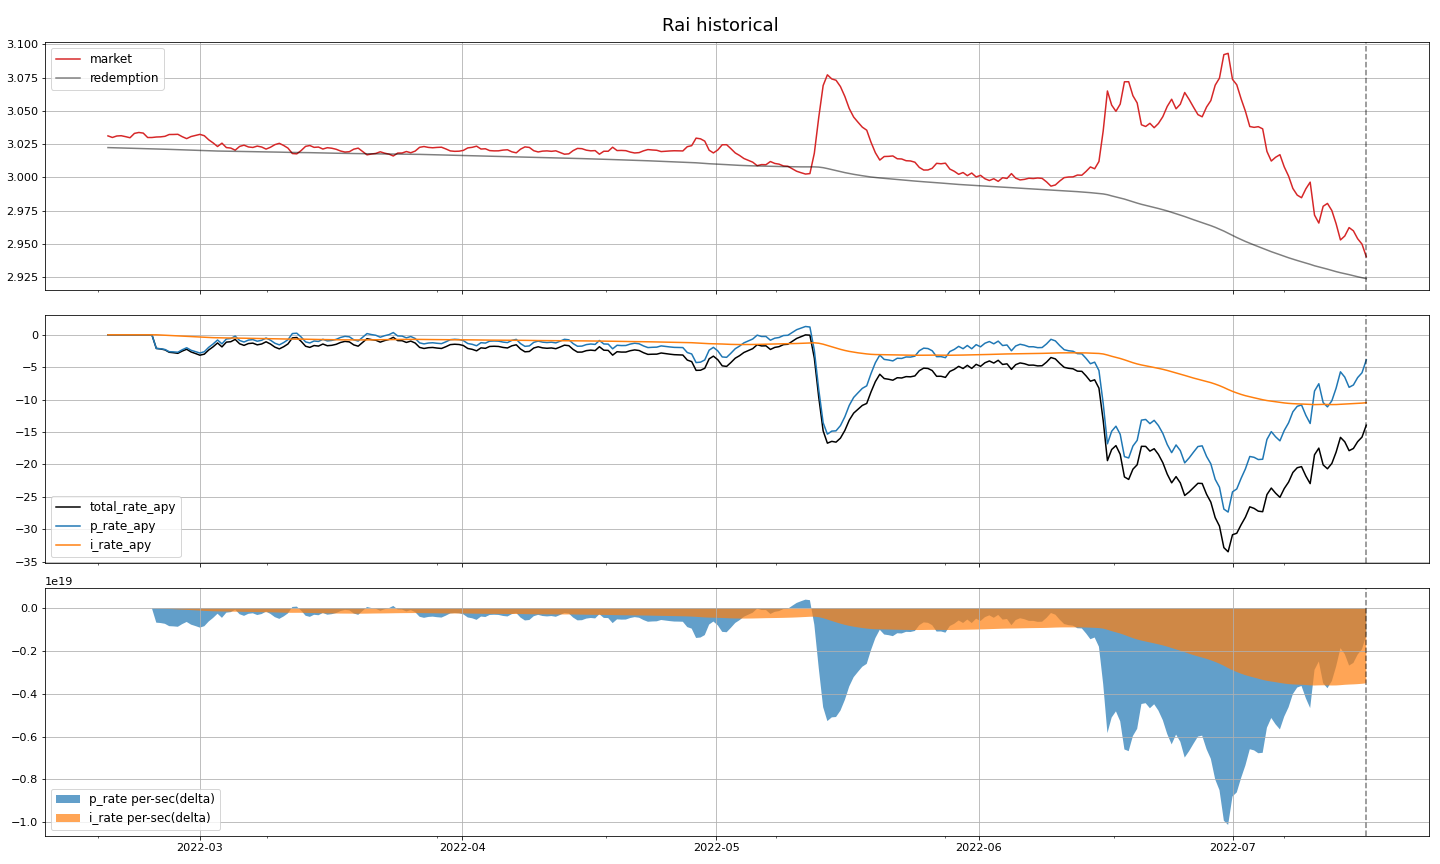 Rai historical
3.100
3.075
3.050
3.025
3.000
2.975
2.950
2.925
market
redemption
0
−5
−10
−15
−20
−25
−30
−35
total_rate_apy
p_rate_apy
i_rate_apy
1e19
0.0
−0.2
−0.4
−0.6
−0.8
−1.0
p_rate per-sec(delta)
i_rate per-sec(delta)
2022-03 2022-04 2022-05 2022-06 2022-07